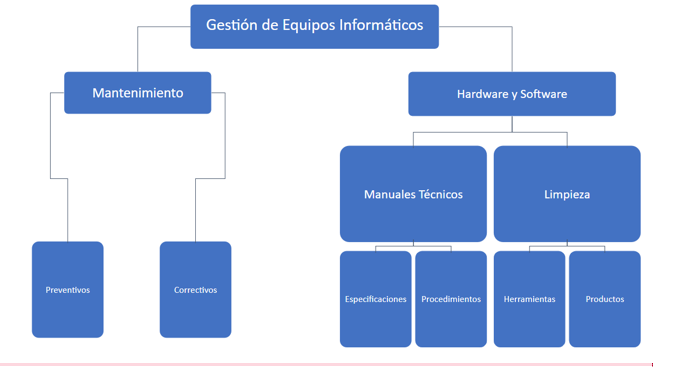 Gestión de Equipos Informáticos
Mantenimiento
Hardware y Software
Manuales Técnicos
Limpieza
Preventivos
Correctivos
Especificaciones
Procedimientos
Herramientas
Productos